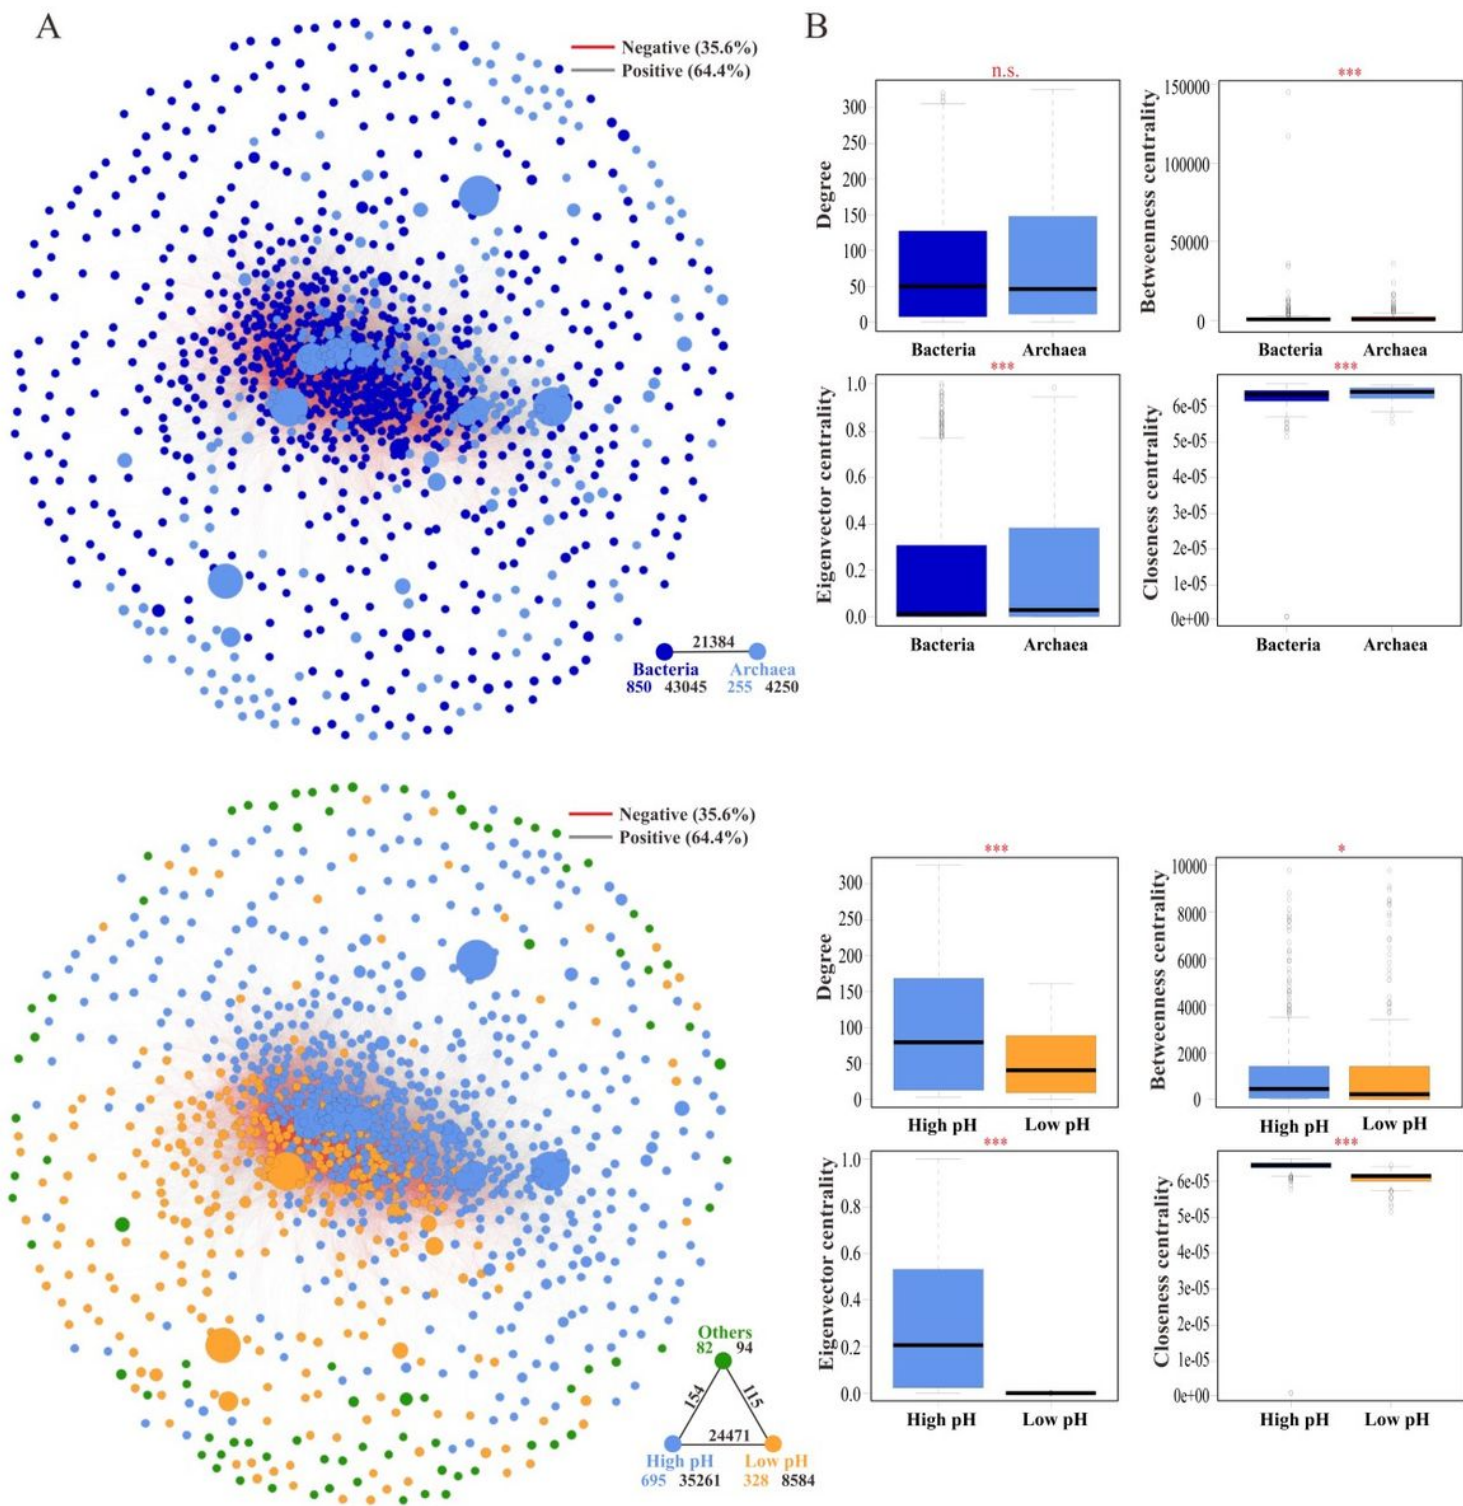 A
B
Negative (35.6%)
Positive (64.4%)
21384
Bacteria Archaea
850 43045 255 4250
n.s.
Degree
300
250
200
150
100
50
0
Bacteria Archaea
***
Betweenness centrality
150000
100000
50000
0
Bacteria Archaea
***
Eigenvector centrality
1.0
0.8
0.6
0.4
0.2
0.0
Bacteria Archaea
***
Closeness centrality
6e-05
5e-05
4e-05
3e-05
2e-05
1e-05
0e+00
Bacteria Archaea
Negative (35.6%)
Positive (64.4%)
Others
82 94
154 115
24471
High pH Low pH
695 35261 328 8584
***
Degree
300
250
200
150
100
50
0
High pH Low pH
*
Betweenness centrality
10000
8000
6000
4000
2000
0
High pH Low pH
***
Eigenvector centrality
1.0
0.8
0.6
0.4
0.2
0.0
High pH Low pH
***
Closeness centrality
6e-05
5e-05
4e-05
3e-05
2e-05
1e-05
0e+00
High pH Low pH